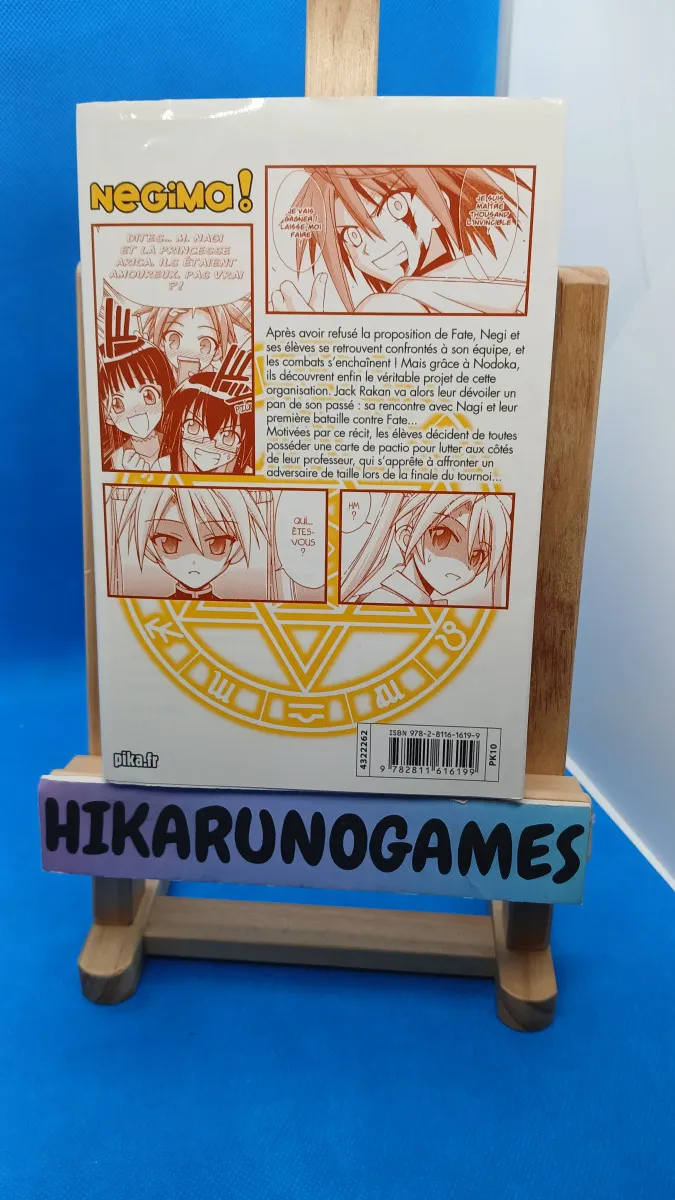 NEGIMA!
JE VAIS
GAGNER !
LAISSE-MOI
FAIRE
JE SUIS
MAÎTRE
THOUSAND
L'INVINCIBLE !
DITES... M. NAGI
ET LA PRINCESSE
ARICA, ILS ÉTAIENT
AMOUREUX, PAS VRAI
?!
Après avoir refusé la proposition de Fate, Negi et
ses élèves se retrouvent confrontés à son équipe, et
les combats s'enchaînent ! Mais grâce à Nodoka,
ils découvrent enfin le véritable projet de cette
organisation. Jack Rakan va alors leur dévoiler un
pan de son passé : sa rencontre avec Nagi et leur
première bataille contre Fate...
Motivées par ce récit, les élèves décident de toutes
posséder une carte de pactio pour lutter aux côtés
de leur professeur, qui s'apprête à affronter un
adversaire de taille lors de la finale du tournoi...
QUI...
ÊTES-
VOUS
?
HM
?
pika.fr
4322262
ISBN 978-2-8116-1619-9
9 782811 616199
PK10
HIKARUNOGAMES